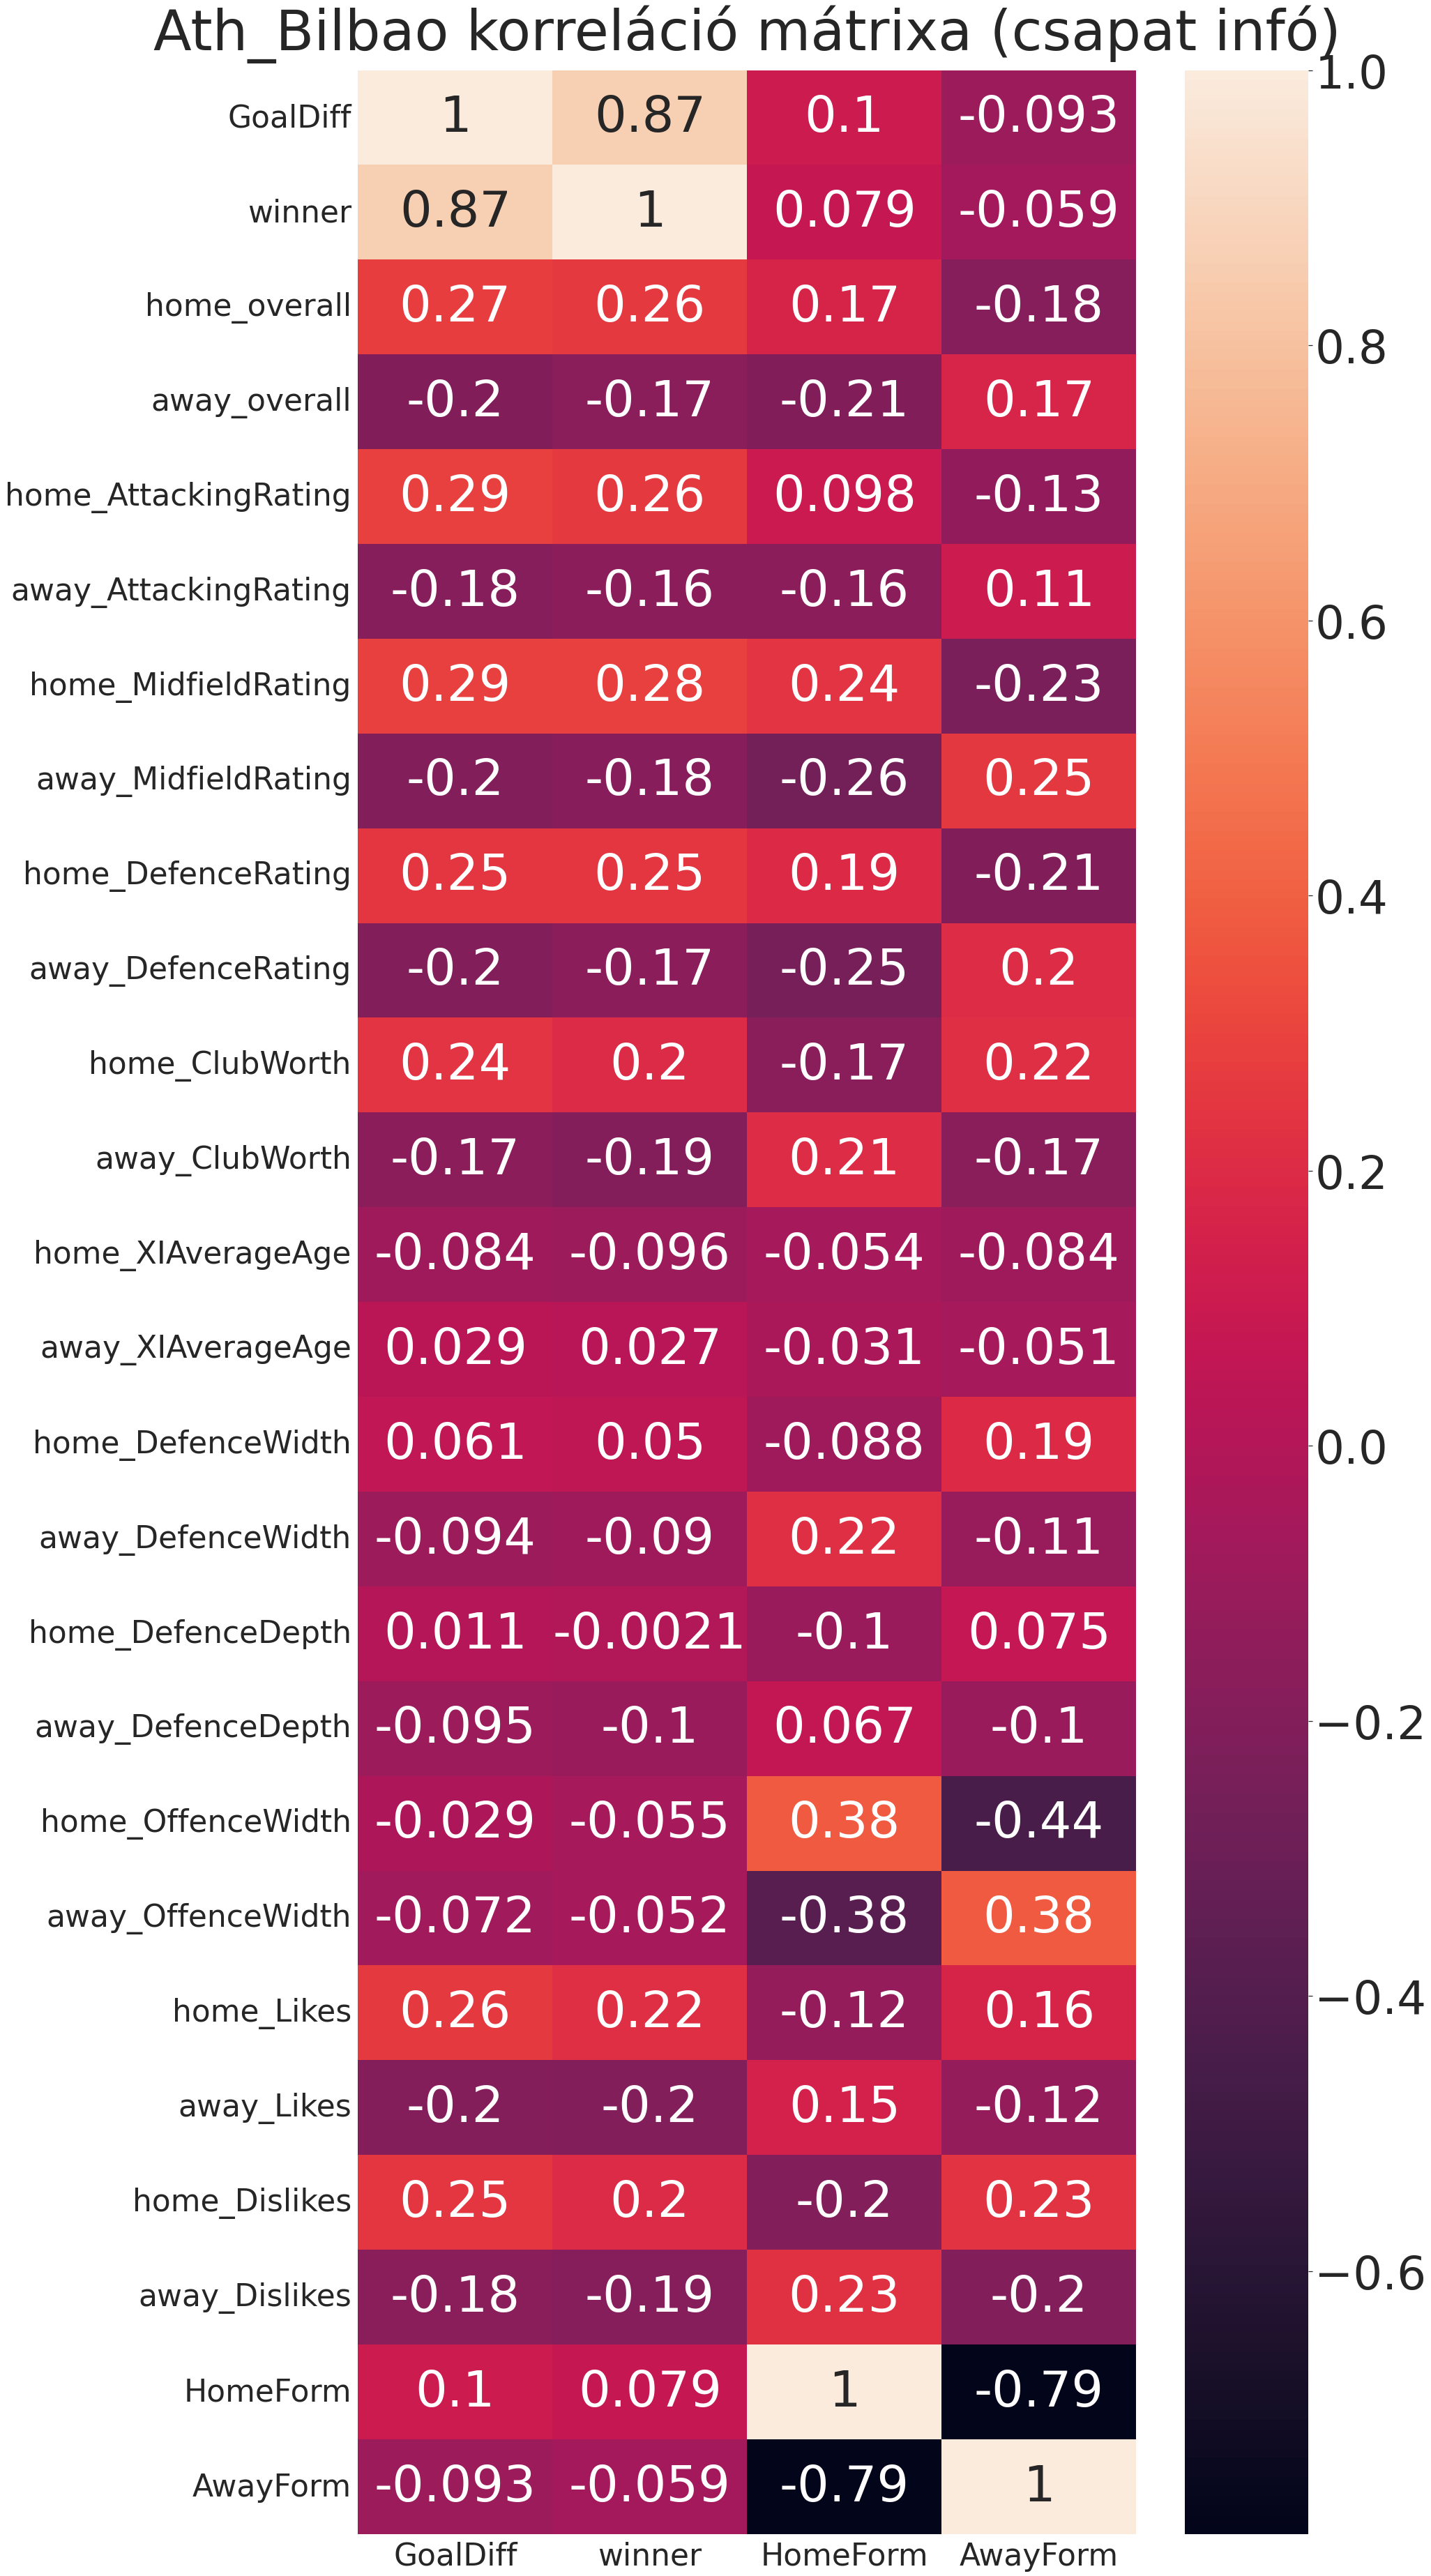 Ath_Bilbao korreláció mátrixa (csapat infó)
GoalDiff 1 0.87 0.1 -0.093
winner 0.87 1 0.079 -0.059
home_overall 0.27 0.26 0.17 -0.18
away_overall -0.2 -0.17 -0.21 0.17
home_AttackingRating 0.29 0.26 0.098 -0.13
away_AttackingRating -0.18 -0.16 -0.16 0.11
home_MidfieldRating 0.29 0.28 0.24 -0.23
away_MidfieldRating -0.2 -0.18 -0.26 0.25
home_DefenceRating 0.25 0.25 0.19 -0.21
away_DefenceRating -0.2 -0.17 -0.25 0.2
home_ClubWorth 0.24 0.2 -0.17 0.22
away_ClubWorth -0.17 -0.19 0.21 -0.17
home_XIAverageAge -0.084 -0.096 -0.054 -0.084
away_XIAverageAge 0.029 0.027 -0.031 -0.051
home_DefenceWidth 0.061 0.05 -0.088 0.19
away_DefenceWidth -0.094 -0.09 0.22 -0.11
home_DefenceDepth 0.011 -0.0021 -0.1 0.075
away_DefenceDepth -0.095 -0.1 0.067 -0.1
home_OffenceWidth -0.029 -0.055 0.38 -0.44
away_OffenceWidth -0.072 -0.052 -0.38 0.38
home_Likes 0.26 0.22 -0.12 0.16
away_Likes -0.2 -0.2 0.15 -0.12
home_Dislikes 0.25 0.2 -0.2 0.23
away_Dislikes -0.18 -0.19 0.23 -0.2
HomeForm 0.1 0.079 1 -0.79
AwayForm -0.093 -0.059 -0.79 1
GoalDiff winner HomeForm AwayForm
1.0
0.8
0.6
0.4
0.2
0.0
−0.2
−0.4
−0.6